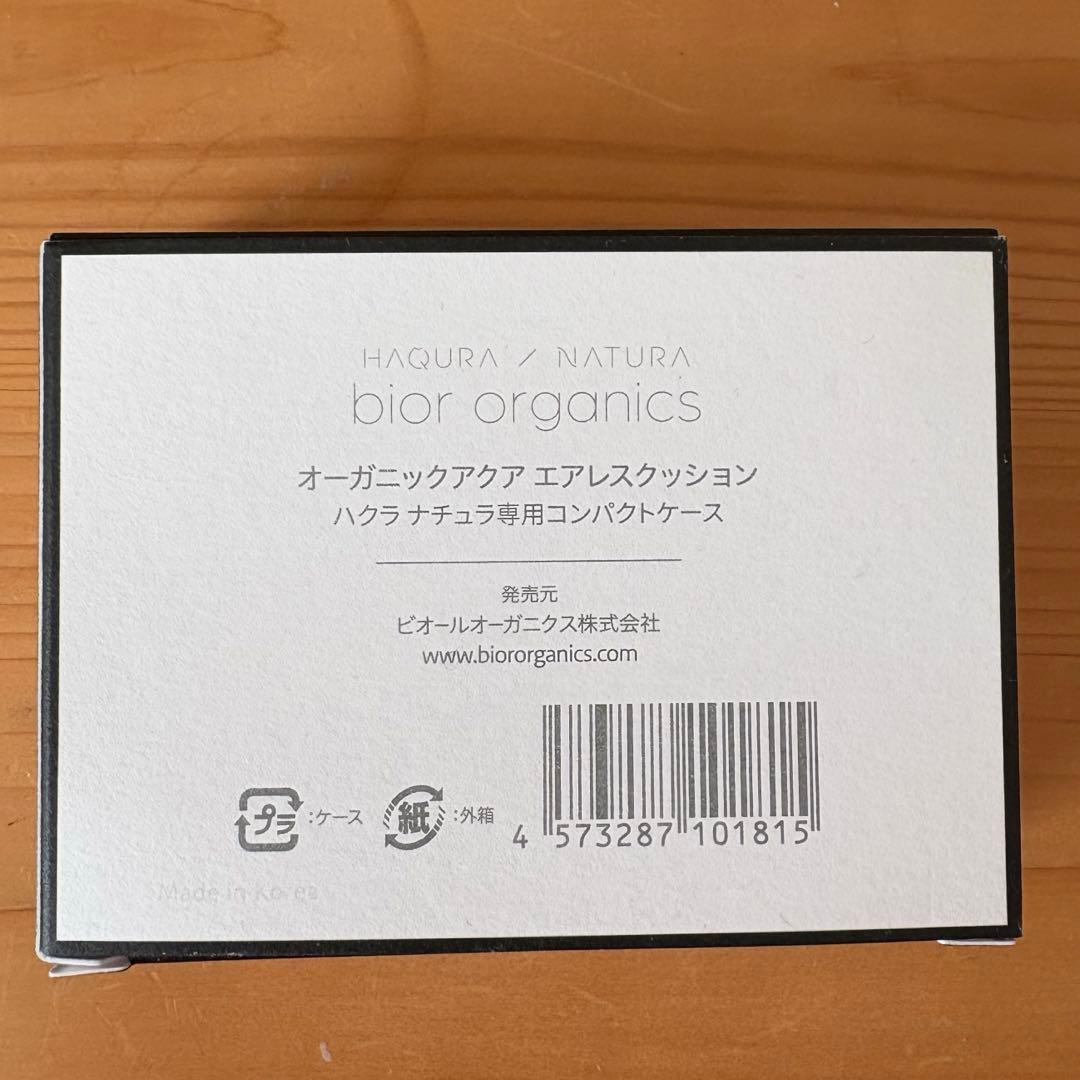 HAQURA / NATURA
bior organics
オーガニックアクア エアレスクッション
ハクラ ナチュラ専用コンパクトケース
発売元
ビオールオーガニクス株式会社
www.biororganics.com
プラ :ケース 紙 :外箱
4 573287 101815
Made in Korea